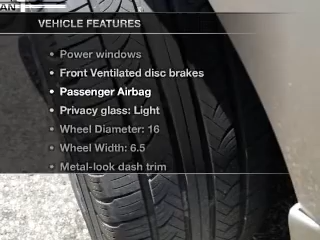 VEHICLE FEATURES
• Power windows
• Front Ventilated disc brakes
• Passenger Airbag
• Privacy glass: Light
• Wheel Diameter: 16
• Wheel Width: 6.5
• Metal-look dash trim